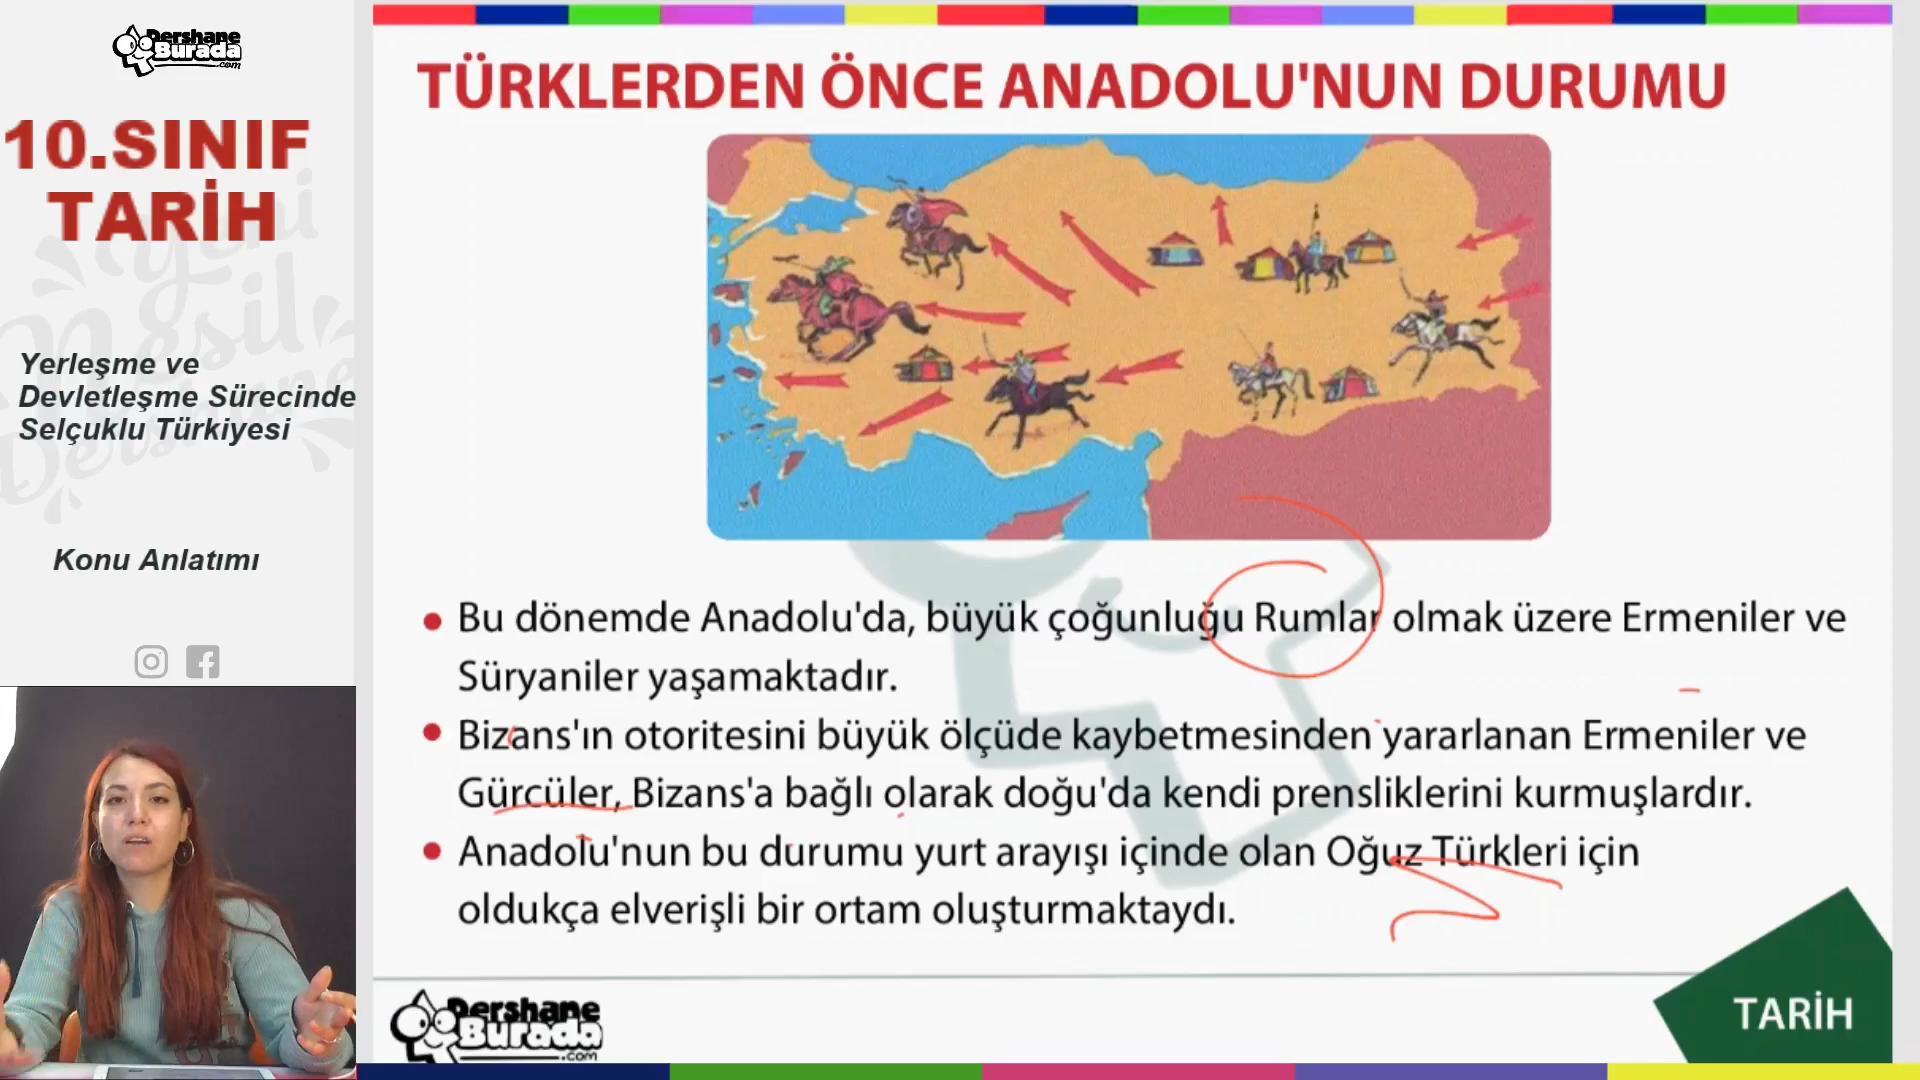 Dershane
Burada
.com
10.SINIF
TARİH
Yerleşme ve
Devletleşme Sürecinde
Selçuklu Türkiyesi
Konu Anlatımı
TÜRKLERDEN ÖNCE ANADOLU'NUN DURUMU
Bu dönemde Anadolu'da, büyük çoğunluğu Rumlar olmak üzere Ermeniler ve
Süryaniler yaşamaktadır.
Bizans'ın otoritesini büyük ölçüde kaybetmesinden yararlanan Ermeniler ve
Gürcüler, Bizans'a bağlı olarak doğu'da kendi prensliklerini kurmuşlardır.
Anadolu'nun bu durumu yurt arayışı içinde olan Oğuz Türkleri için
oldukça elverişli bir ortam oluşturmaktaydı.
Dershane
Burada
.com
TARİH
yeni
nesil
Dershane